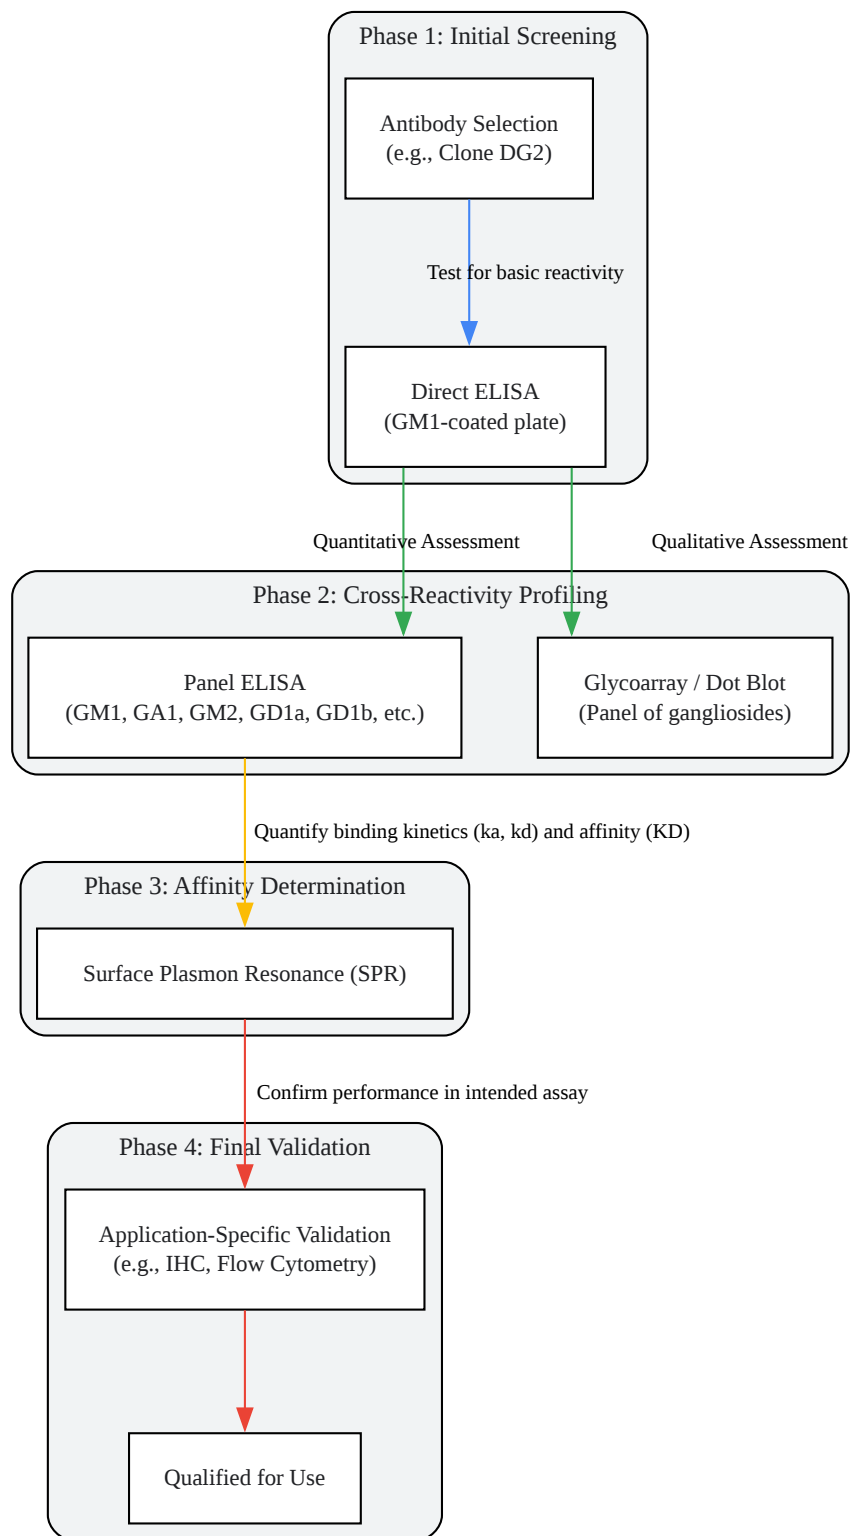 Phase 1: Initial Screening
Antibody Selection
(e.g., Clone DG2)
Test for basic reactivity
Direct ELISA
(GM1-coated plate)
Quantitative Assessment
Qualitative Assessment
Phase 2: Cross-Reactivity Profiling
Panel ELISA
(GM1, GA1, GM2, GD1a, GD1b, etc.)
Glycoarray / Dot Blot
(Panel of gangliosides)
Quantify binding kinetics (ka, kd) and affinity (KD)
Phase 3: Affinity Determination
Surface Plasmon Resonance (SPR)
Confirm performance in intended assay
Phase 4: Final Validation
Application-Specific Validation
(e.g., IHC, Flow Cytometry)
Qualified for Use